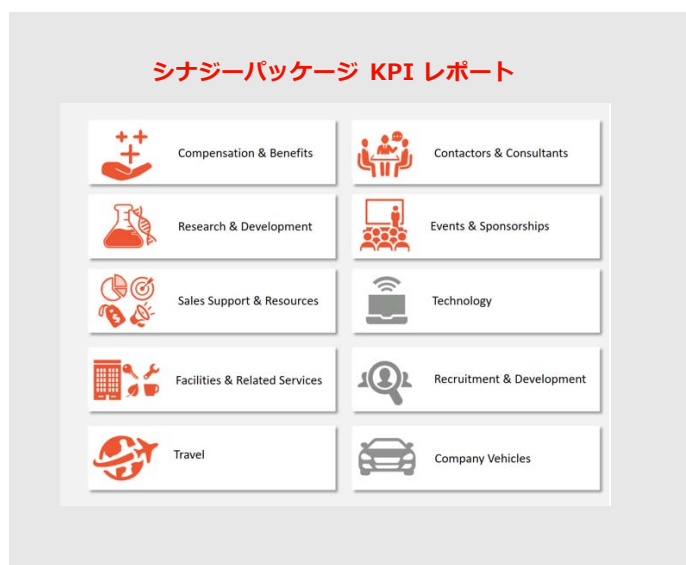 シナジーパッケージ KPI レポート
Compensation & Benefits
Contactors & Consultants
Research & Development
Events & Sponsorships
Sales Support & Resources
Technology
Facilities & Related Services
Recruitment & Development
Travel
Company Vehicles